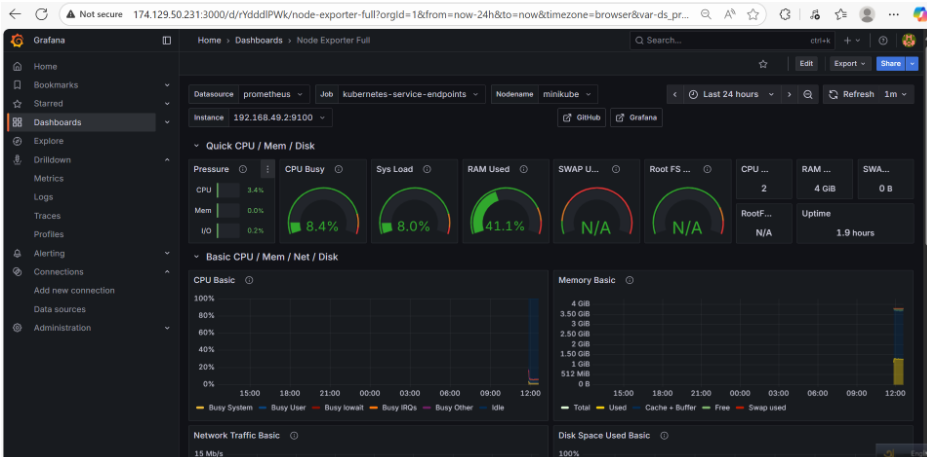 Not secure 174.129.50.231:3000/d/rYdddlPWk/node-exporter-full?orgId=1&from=now-24h&to=now&timezone=browser&var-ds_pr...
Grafana
Home > Dashboards > Node Exporter Full
Search...
ctrl+k
Home
Bookmarks
Starred
Dashboards
Explore
Drilldown
Metrics
Logs
Traces
Profiles
Alerting
Connections
Add new connection
Data sources
Administration
Edit
Export
Share
Datasource prometheus
Job kubernetes-service-endpoints
Nodename minikube
Last 24 hours
Refresh 1m
Instance 192.168.49.2:9100
GitHub
Grafana
Quick CPU / Mem / Disk
Pressure
CPU 3.4%
Mem 0.0%
I/O 0.2%
CPU Busy
8.4%
Sys Load
8.0%
RAM Used
41.1%
SWAP U...
N/A
Root FS ...
N/A
CPU ...
2
RAM ...
4 GiB
SWA...
0 B
RootF...
N/A
Uptime
1.9 hours
Basic CPU / Mem / Net / Disk
CPU Basic
100%
80%
60%
40%
20%
0%
15:00 18:00 21:00 00:00 03:00 06:00 09:00 12:00
Busy System Busy User Busy Iowait Busy IRQs Busy Other Idle
Memory Basic
4 GiB
3.50 GiB
3 GiB
2.50 GiB
2 GiB
1.50 GiB
1 GiB
512 MiB
0 B
15:00 18:00 21:00 00:00 03:00 06:00 09:00 12:00
Total Used Cache + Buffer Free Swap used
Network Traffic Basic
15 Mb/s
Disk Space Used Basic
100%